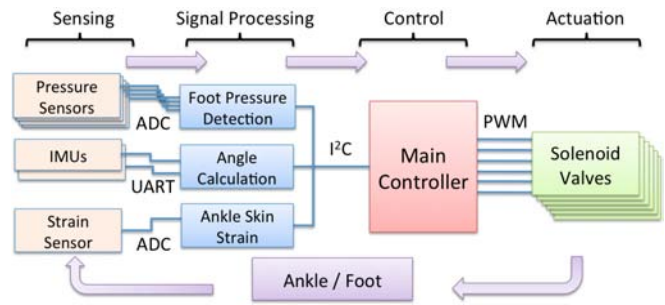 Sensing
Signal Processing
Control
Actuation
Pressure
Sensors
ADC
Foot Pressure
Detection
IMUs
UART
Angle
Calculation
Strain
Sensor
ADC
Ankle Skin
Strain
I²C
Main
Controller
PWM
Solenoid
Valves
Ankle / Foot